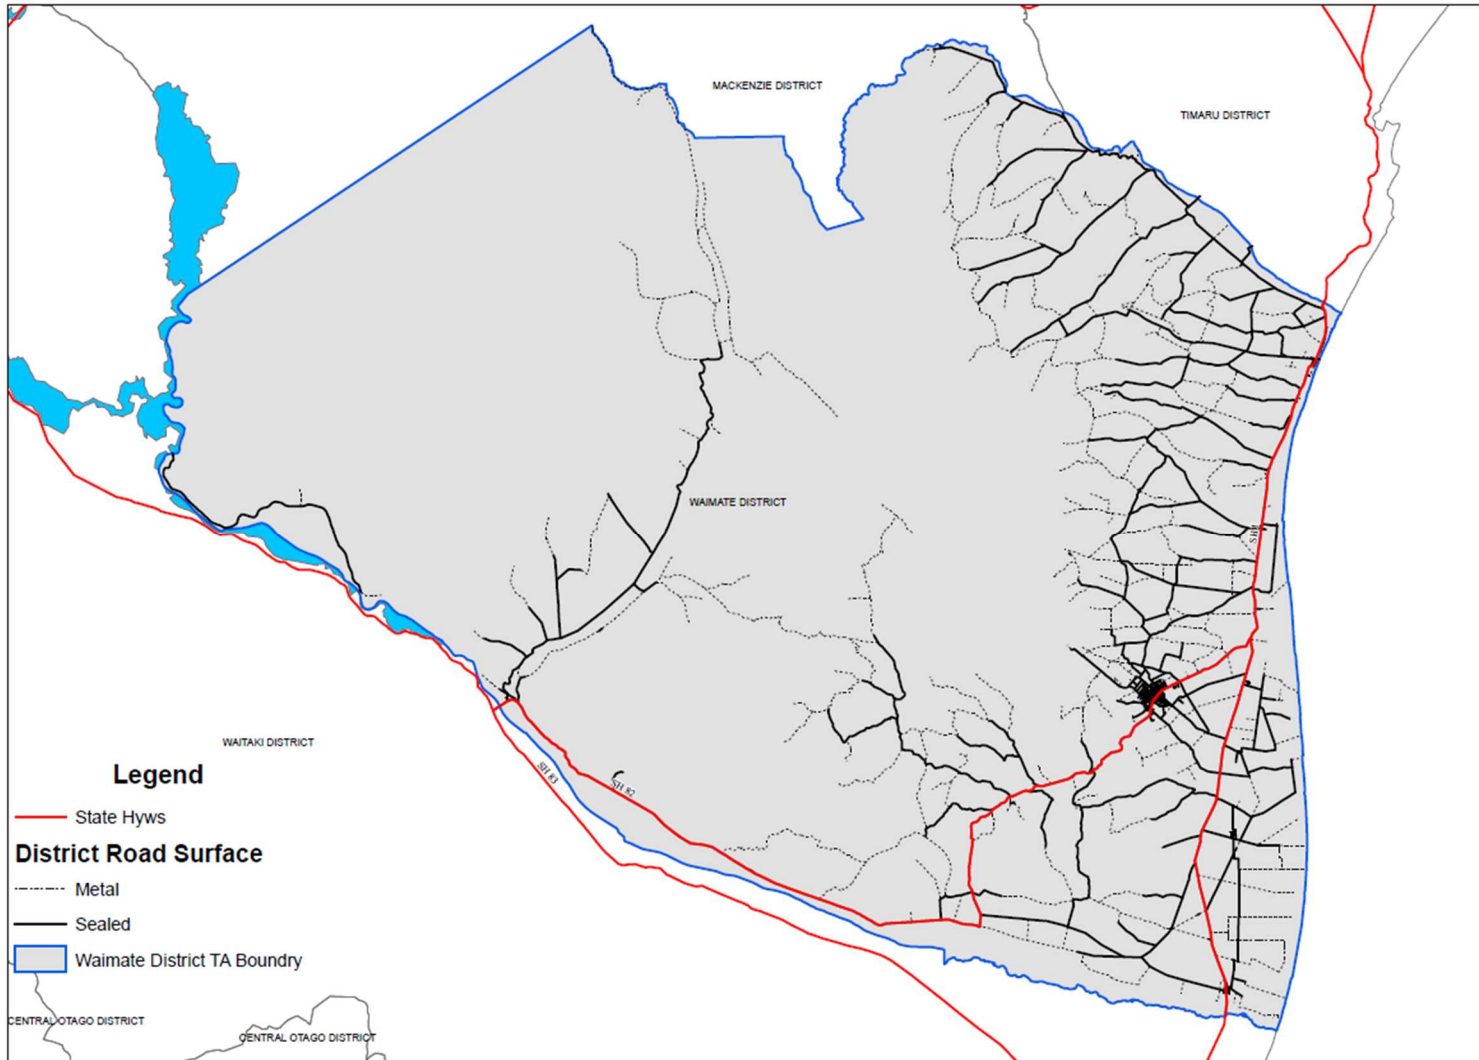 MACKENZIE DISTRICT
TIMARU DISTRICT
WAIMATE DISTRICT
WAITAKI DISTRICT
SH 83
SH 82
Legend
State Hyws
District Road Surface
Metal
Sealed
Waimate District TA Boundry
CENTRAL OTAGO DISTRICT
CENTRAL OTAGO DISTRICT